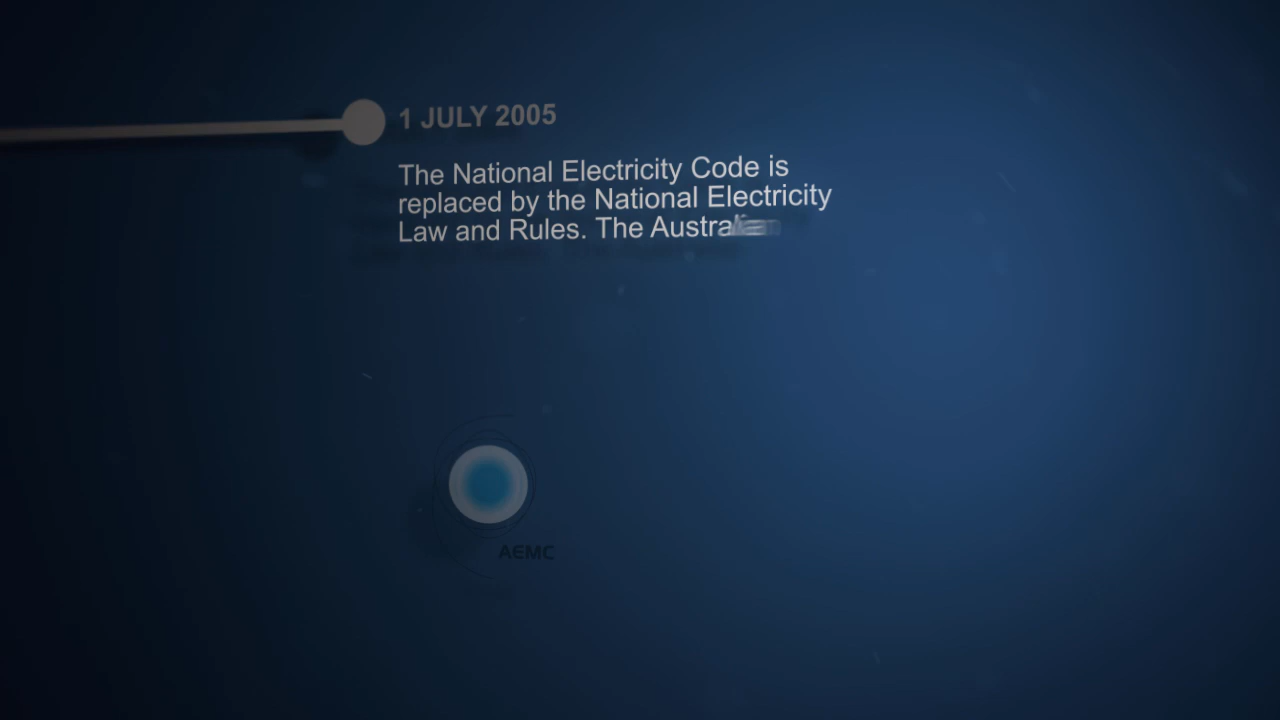 1 JULY 2005
The National Electricity Code is
replaced by the National Electricity
Law and Rules. The
AEMC